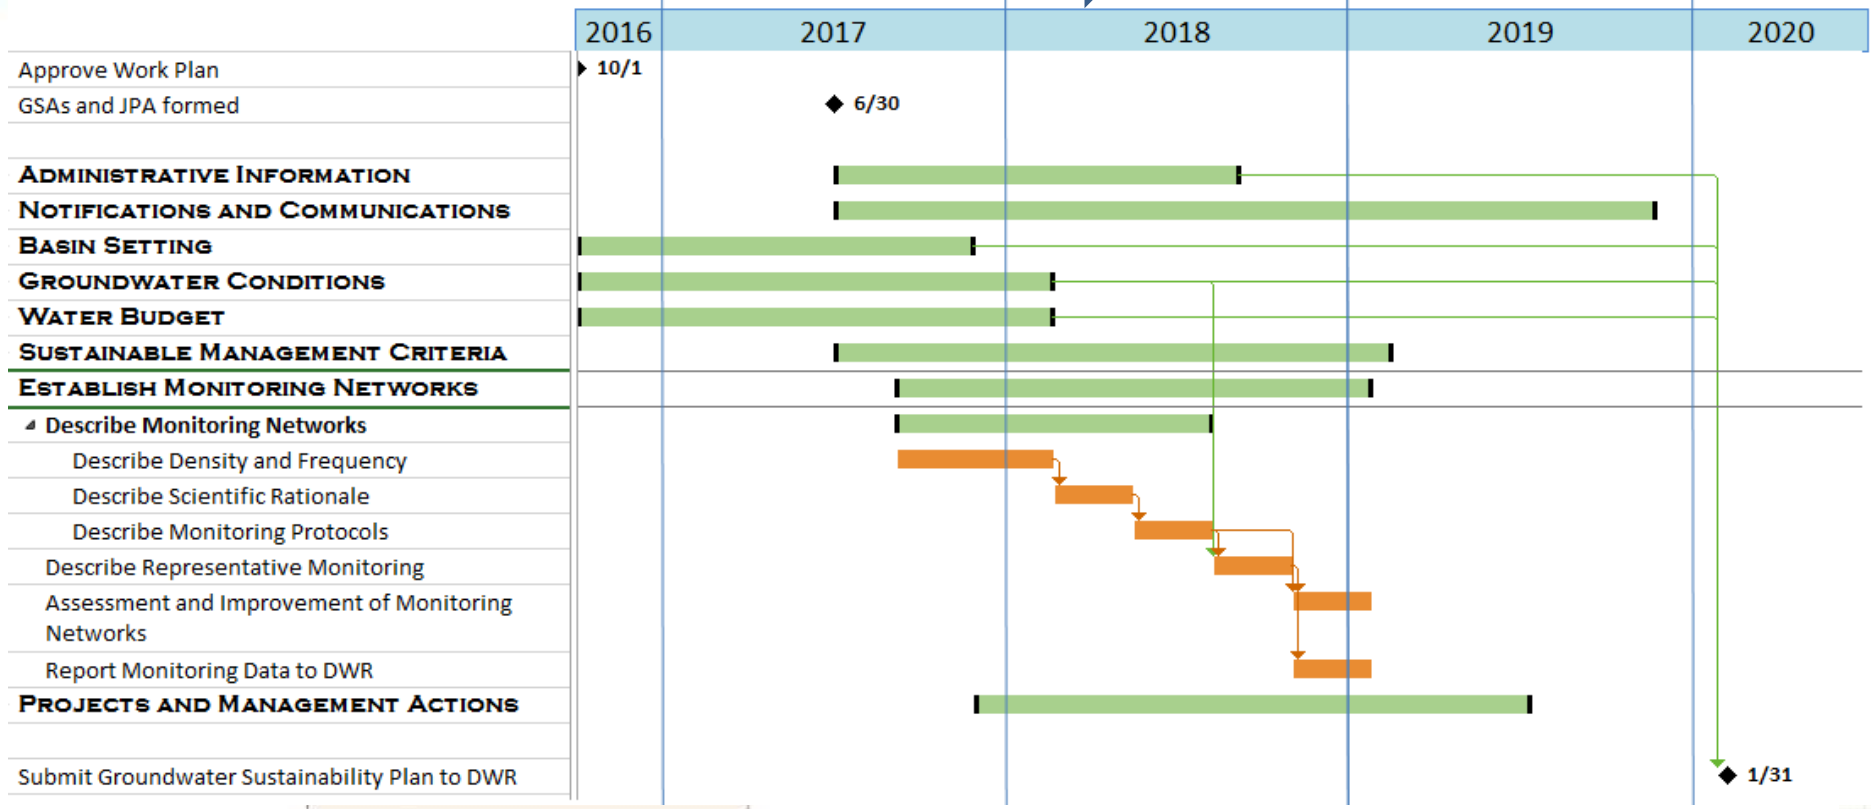 2016 2017 2018 2019 2020
Approve Work Plan 10/1
GSAs and JPA formed 6/30
ADMINISTRATIVE INFORMATION
NOTIFICATIONS AND COMMUNICATIONS
BASIN SETTING
GROUNDWATER CONDITIONS
WATER BUDGET
SUSTAINABLE MANAGEMENT CRITERIA
ESTABLISH MONITORING NETWORKS
Describe Monitoring Networks
Describe Density and Frequency
Describe Scientific Rationale
Describe Monitoring Protocols
Describe Representative Monitoring
Assessment and Improvement of Monitoring
Networks
Report Monitoring Data to DWR
PROJECTS AND MANAGEMENT ACTIONS
Submit Groundwater Sustainability Plan to DWR 1/31